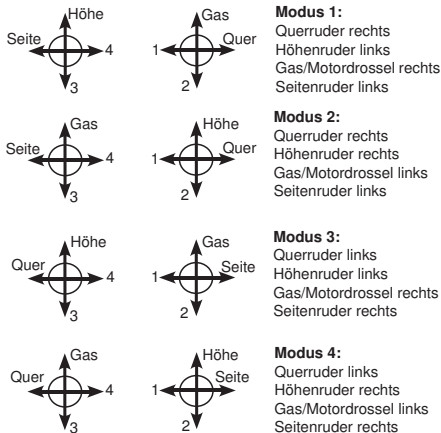 Höhe
Seite 4
3
Gas
1 Quer
2
Modus 1:
Querruder rechts
Höhenruder links
Gas/Motordrossel rechts
Seitenruder links
Gas
Seite 4
3
Höhe
1 Quer
2
Modus 2:
Querruder rechts
Höhenruder rechts
Gas/Motordrossel links
Seitenruder links
Höhe
Quer 4
3
Gas
1 Seite
2
Modus 3:
Querruder links
Höhenruder links
Gas/Motordrossel rechts
Seitenruder rechts
Gas
Quer 4
3
Höhe
1 Seite
2
Modus 4:
Querruder links
Höhenruder rechts
Gas/Motordrossel links
Seitenruder rechts